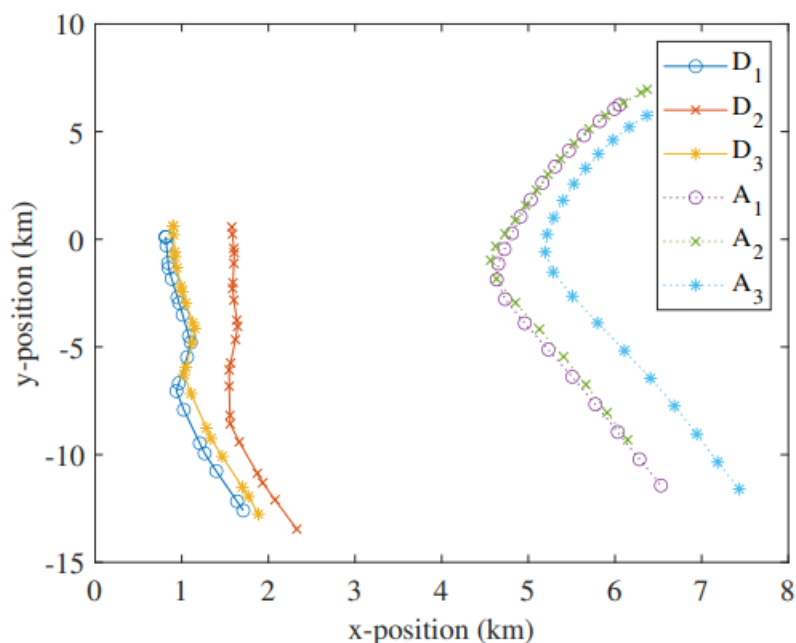 10
5
0
-5
-10
-15
y-position (km)
0 1 2 3 4 5 6 7 8
x-position (km)
D₁
D₂
D₃
A₁
A₂
A₃